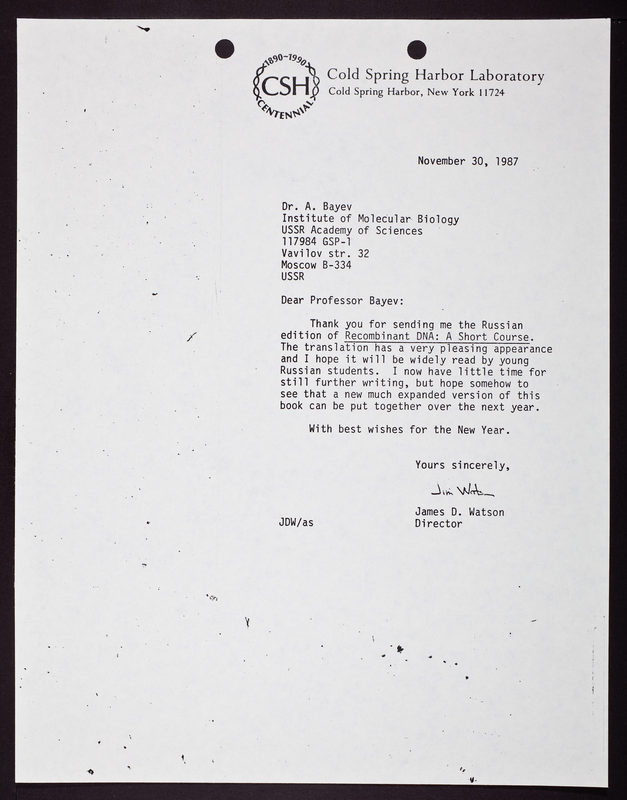 1890-1990
CSH
CENTENNIAL
Cold Spring Harbor Laboratory
Cold Spring Harbor, New York 11724
November 30, 1987
Dr. A. Bayev
Institute of Molecular Biology
USSR Academy of Sciences
117984 GSP-1
Vavilov str. 32
Moscow B-334
USSR
Dear Professor Bayev:
Thank you for sending me the Russian
edition of Recombinant DNA: A Short Course.
The translation has a very pleasing appearance
and I hope it will be widely read by young
Russian students. I now have little time for
still further writing, but hope somehow to
see that a new much expanded version of this
book can be put together over the next year.
With best wishes for the New Year.
Yours sincerely,
Jim Watson
James D. Watson
JDW/as
Director